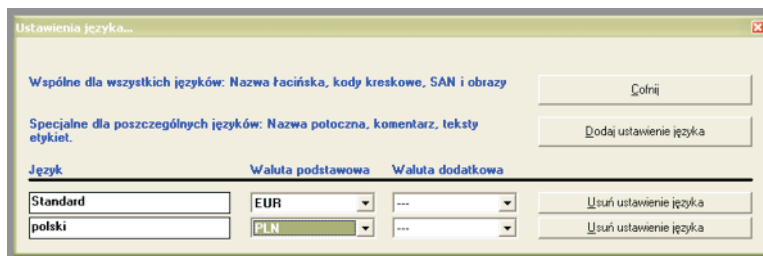 Ustawienia języka...
Wspólne dla wszystkich języków: Nazwa łacińska, kody kreskowe, SAN i obrazy
Cofnij
Specjalne dla poszczególnych języków: Nazwa potoczna, komentarz, teksty
etykiet.
Dodaj ustawienie języka
Język Waluta podstawowa Waluta dodatkowa
Standard EUR --- Usuń ustawienie języka
polski PLN --- Usuń ustawienie języka